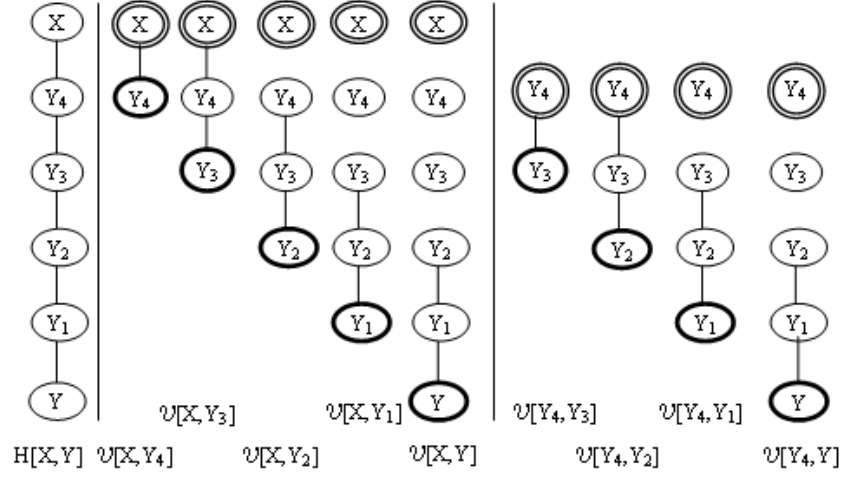 X X X X X X
Y₄ Y₄ Y₄ Y₄ Y₄ Y₄ Y₄ Y₄ Y₄ Y₄
Y₃ Y₃ Y₃ Y₃ Y₃ Y₃ Y₃ Y₃ Y₃
Y₂ Y₂ Y₂ Y₂ Y₂ Y₂ Y₂
Y₁ Y₁ Y₁ Y₁ Y₁
Y Y Y
𝒰[X,Y₃] 𝒰[X,Y₁] 𝒰[Y₄,Y₃] 𝒰[Y₄,Y₁]
H[X,Y] 𝒰[X,Y₄] 𝒰[X,Y₂] 𝒰[X,Y] 𝒰[Y₄,Y₂] 𝒰[Y₄,Y]